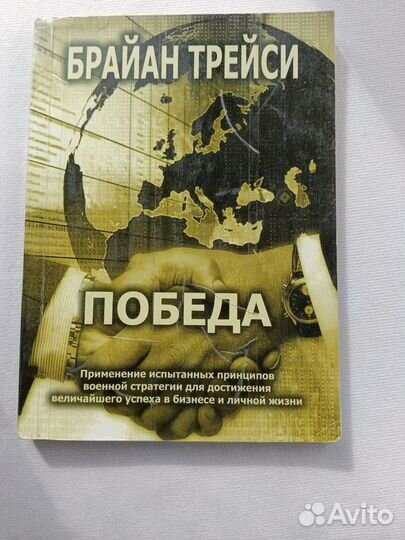 БРАЙАН ТРЕЙСИ
ПОБЕДА
Применение испытанных принципов
военной стратегии для достижения
величайшего успеха в бизнесе и личной жизни
Avito